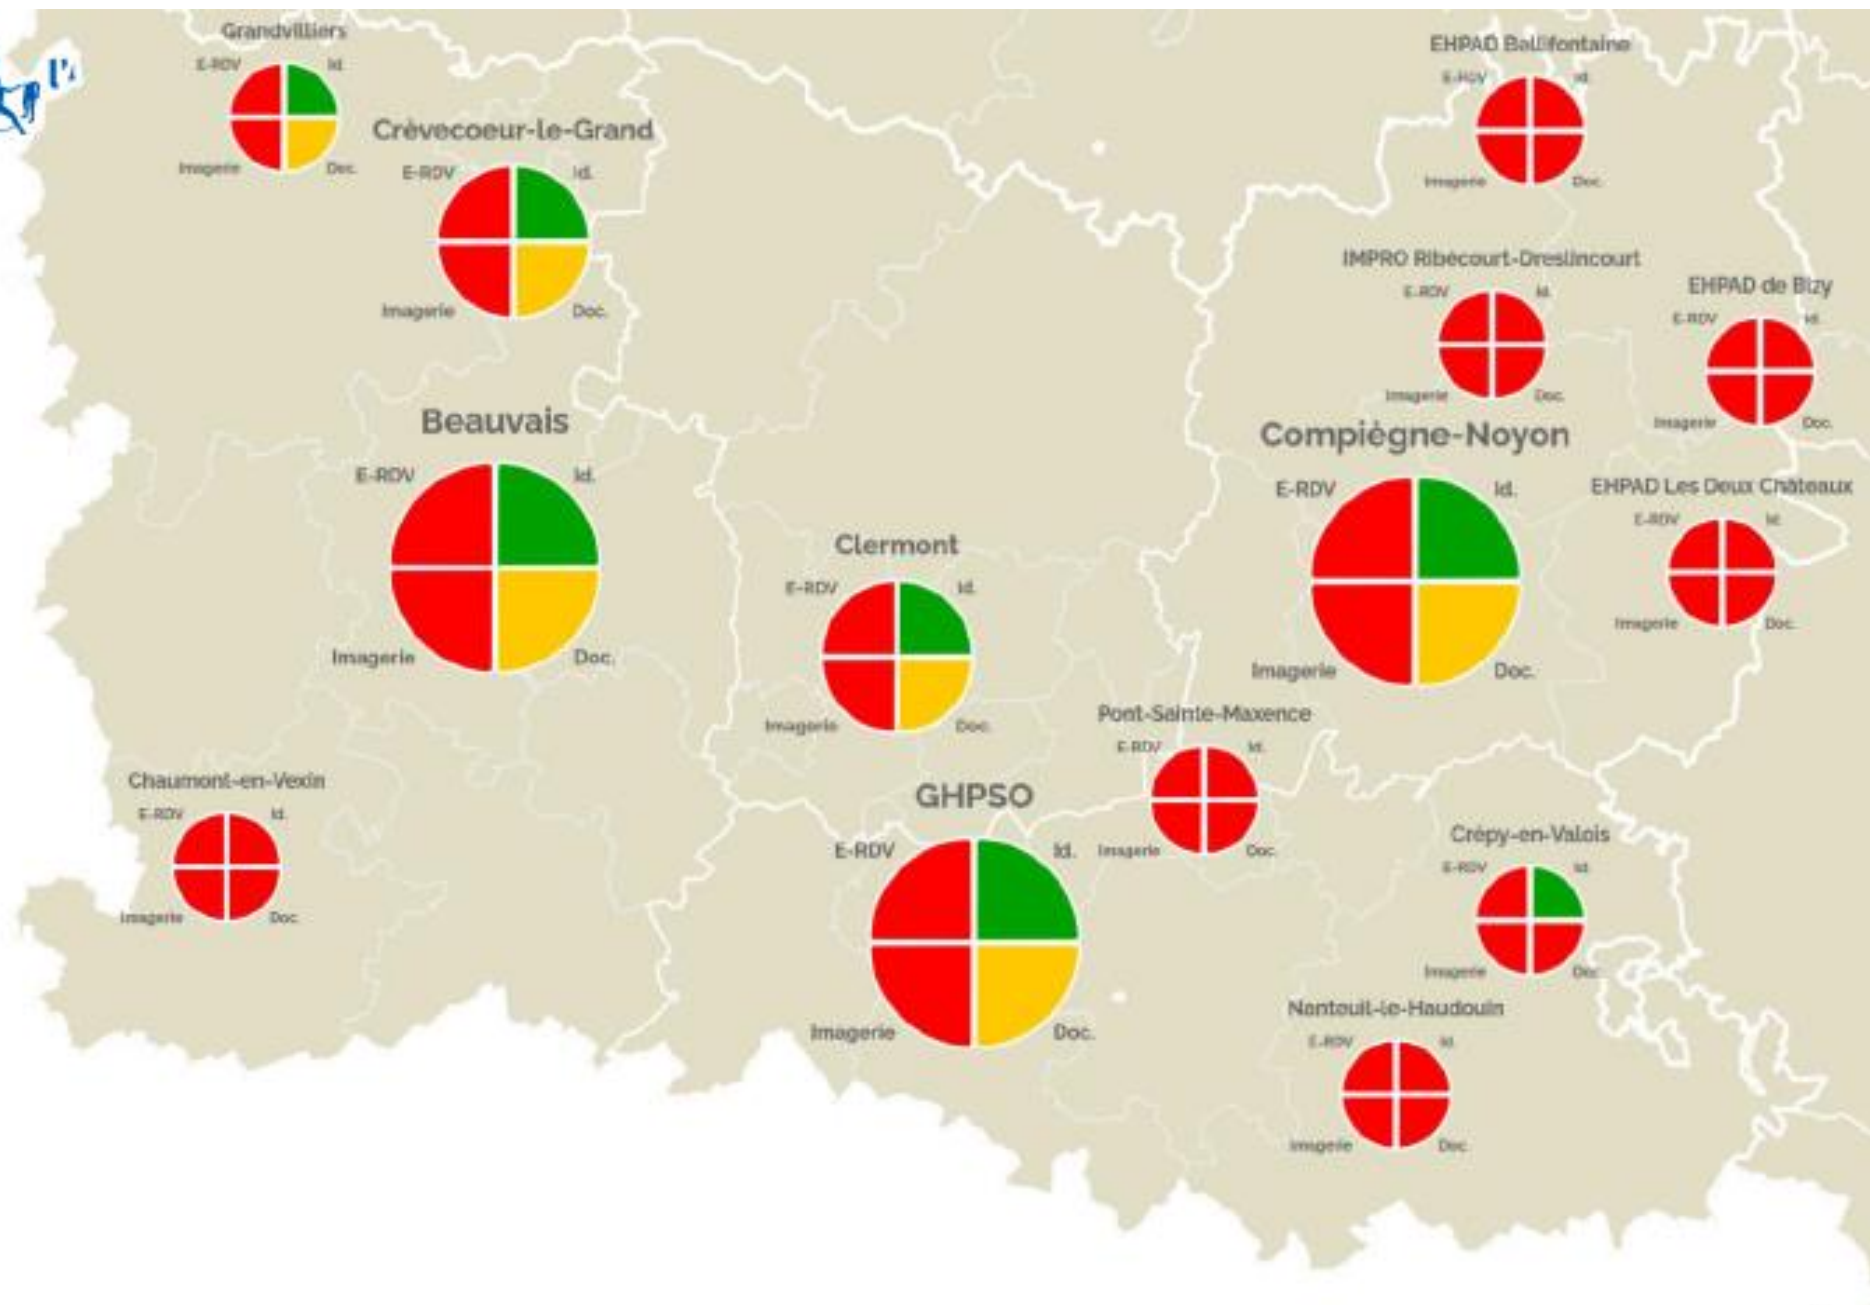 Grandvilliers
E-RDV Id.
Imagerie Doc.
Crèvecoeur-le-Grand
E-RDV Id.
Imagerie Doc.
EHPAD Bellifontaine
E-RDV Id.
Imagerie Doc.
IMPRO Ribécourt-Dreslincourt
E-RDV Id.
Imagerie Doc.
EHPAD de Bizy
E-RDV Id.
Imagerie Doc.
Beauvais
E-RDV Id.
Imagerie Doc.
Compiègne-Noyon
E-RDV Id.
Imagerie Doc.
EHPAD Les Deux Châteaux
E-RDV Id.
Imagerie Doc.
Clermont
E-RDV Id.
Imagerie Doc.
Pont-Sainte-Maxence
E-RDV Id.
Imagerie Doc.
Chaumont-en-Vexin
E-RDV Id.
Imagerie Doc.
GHPSO
E-RDV Id.
Imagerie Doc.
Crépy-en-Valois
E-RDV Id.
Imagerie Doc.
Nanteuil-le-Haudouin
E-RDV Id.
Imagerie Doc.